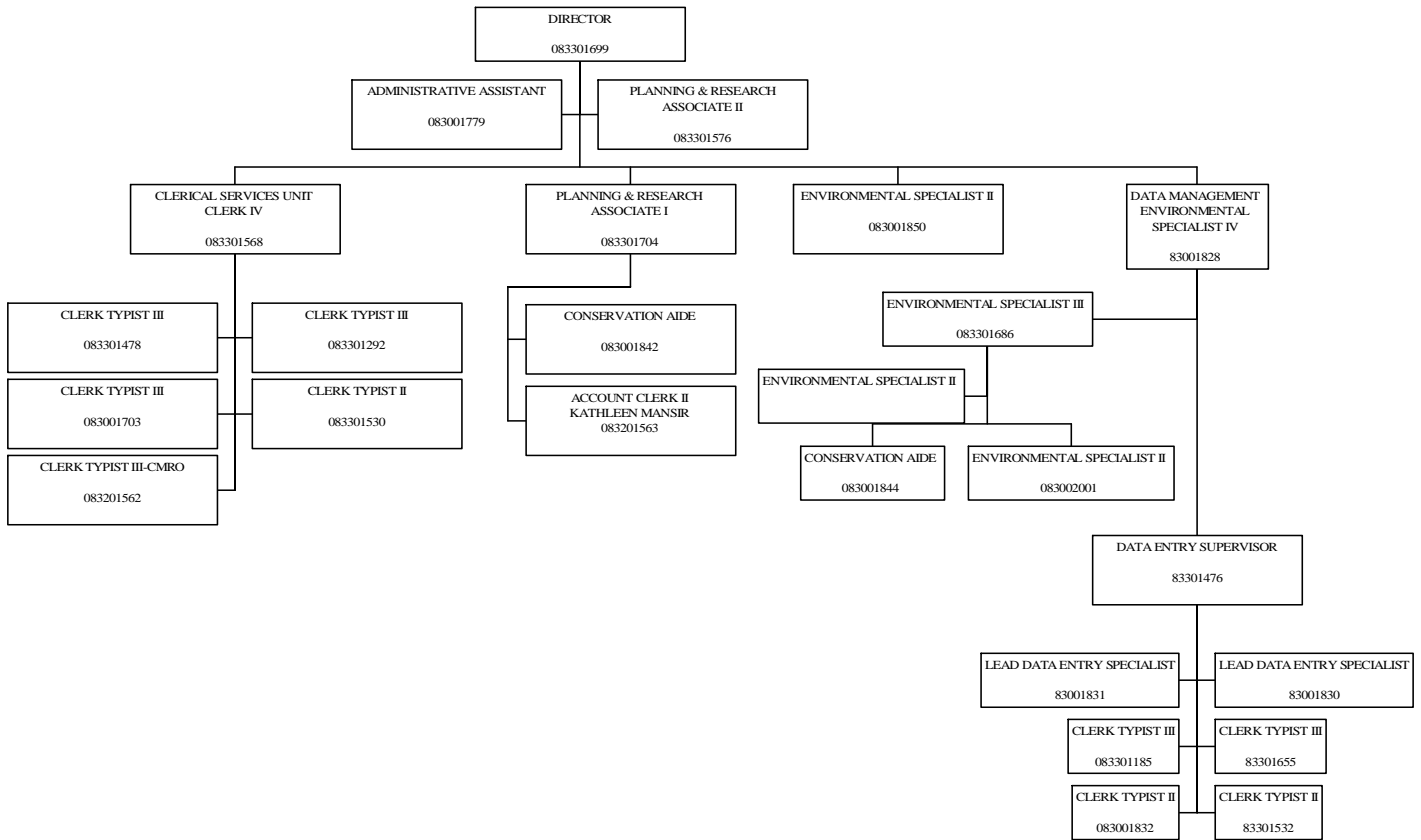 DIRECTOR
083301699
ADMINISTRATIVE ASSISTANT
083001779
PLANNING & RESEARCH
ASSOCIATE II
083301576
CLERICAL SERVICES UNIT
CLERK IV
083301568
PLANNING & RESEARCH
ASSOCIATE I
083301704
ENVIRONMENTAL SPECIALIST II
083001850
DATA MANAGEMENT
ENVIRONMENTAL
SPECIALIST IV
83001828
CLERK TYPIST III
083301478
CLERK TYPIST III
083301292
CLERK TYPIST III
083001703
CLERK TYPIST II
083301530
CLERK TYPIST III-CMRO
083201562
CONSERVATION AIDE
083001842
ACCOUNT CLERK II
KATHLEEN MANSIR
083201563
ENVIRONMENTAL SPECIALIST III
083301686
ENVIRONMENTAL SPECIALIST II
CONSERVATION AIDE
083001844
ENVIRONMENTAL SPECIALIST II
083002001
DATA ENTRY SUPERVISOR
83301476
LEAD DATA ENTRY SPECIALIST
83001831
LEAD DATA ENTRY SPECIALIST
83001830
CLERK TYPIST III
083301185
CLERK TYPIST III
83301655
CLERK TYPIST II
083001832
CLERK TYPIST II
83301532